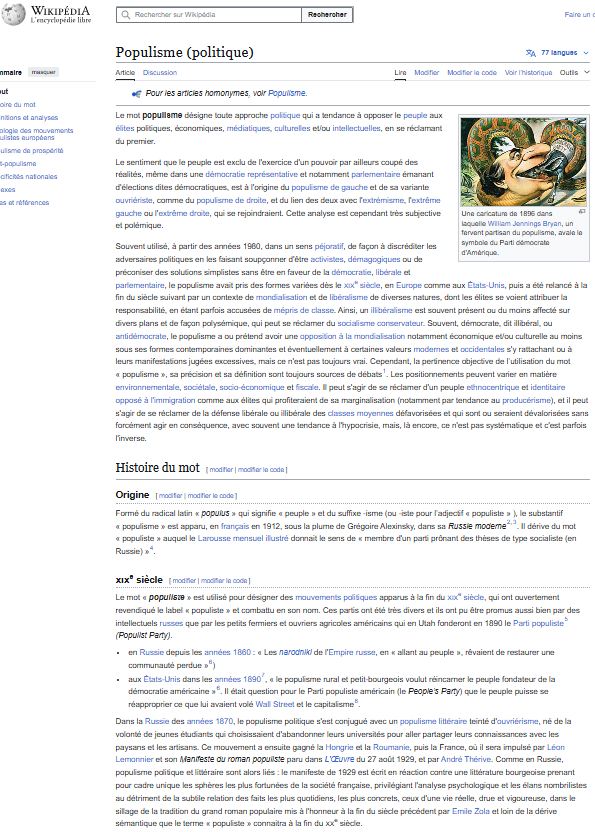 WIKIPÉDIA
L'encyclopédie libre
Rechercher sur Wikipédia
Rechercher
Faire un
Populisme (politique)
77 langues
mmaire masquer
Article Discussion
Lire Modifier Modifier le code Voir l'historique Outils
ut
oire du mot
initions et analyses
ologie des mouvements
ulistes européens
ulisme de prospérité
t-populisme
cificités nationales
exes
es et références
Pour les articles homonymes, voir Populisme.
Le mot populisme désigne toute approche politique qui a tendance à opposer le peuple aux
élites politiques, économiques, médiatiques, culturelles et/ou intellectuelles, en se réclamant
du premier.
Le sentiment que le peuple est exclu de l'exercice d'un pouvoir par ailleurs coupé des
réalités, même dans une démocratie représentative et notamment parlementaire émanant
d'élections dites démocratiques, est à l'origine du populisme de gauche et de sa variante
ouvriériste, comme du populisme de droite, et du lien des deux avec l'extrémisme, l'extrême
gauche ou l'extrême droite, qui se rejoindraient. Cette analyse est cependant très subjective
et polémique.
Une caricature de 1896 dans
laquelle William Jennings Bryan, un
fervent partisan du populisme, avale le
symbole du Parti démocrate
d'Amérique.
Souvent utilisé, à partir des années 1980, dans un sens péjoratif, de façon à discréditer les
adversaires politiques en les faisant soupçonner d'être activistes, démagogiques ou de
préconiser des solutions simplistes sans être en faveur de la démocratie, libérale et
parlementaire, le populisme avait pris des formes variées dès le XIXe siècle, en Europe comme aux États-Unis, puis a été relancé à la
fin du siècle suivant par un contexte de mondialisation et de libéralisme de diverses natures, dont les élites se voient attribuer la
responsabilité, en étant parfois accusées de mépris de classe. Ainsi, un illibéralisme est souvent présent ou du moins affecté sur
divers plans et de façon polysémique, qui peut se réclamer du socialisme conservateur. Souvent, démocrate, dit illibéral, ou
antidémocrate, le populisme a ou prétend avoir une opposition à la mondialisation notamment économique et/ou culturelle au moins
sous ses formes contemporaines dominantes et éventuellement à certaines valeurs modernes et occidentales s'y rattachant ou à
leurs manifestations jugées excessives, mais ce n'est pas toujours vrai. Cependant, la pertinence objective de l'utilisation du mot
« populisme », sa précision et sa définition sont toujours sources de débats1. Les positionnements peuvent varier en matière
environnementale, sociétale, socio-économique et fiscale. Il peut s'agir de se réclamer d'un peuple ethnocentrique et identitaire
opposé à l'immigration comme aux élites qui profiteraient de sa marginalisation (notamment par tendance au producérisme), et il peut
s'agir de se réclamer de la défense libérale ou illibérale des classes moyennes défavorisées et qui sont ou seraient dévalorisées sans
forcément agir en conséquence, avec souvent une tendance à l'hypocrisie, mais, là encore, ce n'est pas systématique et c'est parfois
l'inverse.
Histoire du mot [ modifier | modifier le code ]
Origine [ modifier | modifier le code ]
Formé du radical latin « populus » qui signifie « peuple » et du suffixe -isme (ou -iste pour l'adjectif « populiste » ), le substantif
« populisme » est apparu, en français en 1912, sous la plume de Grégoire Alexinsky, dans sa Russie moderne2,3. Il dérive du mot
« populiste » auquel le Larousse mensuel illustré donnait le sens de « membre d'un parti prônant des thèses de type socialiste (en
Russie) »4.
XIXe siècle [ modifier | modifier le code ]
Le mot « populiste » est utilisé pour désigner des mouvements politiques apparus à la fin du XIXe siècle, qui ont ouvertement
revendiqué le label « populiste » et combattu en son nom. Ces partis ont été très divers et ils ont pu être promus aussi bien par des
intellectuels russes que par les petits fermiers et ouvriers agricoles américains qui en Utah fonderont en 1890 le Parti populiste5
(Populist Party).
• en Russie depuis les années 1860 : « Les narodniki de l'Empire russe, en « allant au peuple », rêvaient de restaurer une
communauté perdue »6)
• aux États-Unis dans les années 18907, « le populisme rural et petit-bourgeois voulut réincarner le peuple fondateur de la
démocratie américaine »6. Il était question pour le Parti populiste américain (le People's Party) que le peuple puisse se
réapproprier ce que lui avaient volé Wall Street et le capitalisme8.
Dans la Russie des années 1870, le populisme politique s'est conjugué avec un populisme littéraire teinté d'ouvriérisme, né de la
volonté de jeunes étudiants qui choisissaient d'abandonner leurs universités pour aller partager leurs connaissances avec les
paysans et les artisans. Ce mouvement a ensuite gagné la Hongrie et la Roumanie, puis la France, où il sera impulsé par Léon
Lemonnier et son Manifeste du roman populiste paru dans L'Œuvre du 27 août 1929, et par André Thérive. Comme en Russie,
populisme politique et littéraire sont alors liés : le manifeste de 1929 est écrit en réaction contre une littérature bourgeoise prenant
pour cadre unique les sphères les plus fortunées de la société française, privilégiant l'analyse psychologique et les élans nombrilistes
au détriment de la subtile relation des faits les plus quotidiens, les plus concrets, ceux d'une vie réelle, drue et vigoureuse, dans le
sillage de la tradition du grand roman populaire mis à l'honneur à la fin du siècle précédent par Emile Zola et loin de la dérive
sémantique que le terme « populiste » connaitra à la fin du XXe siècle.